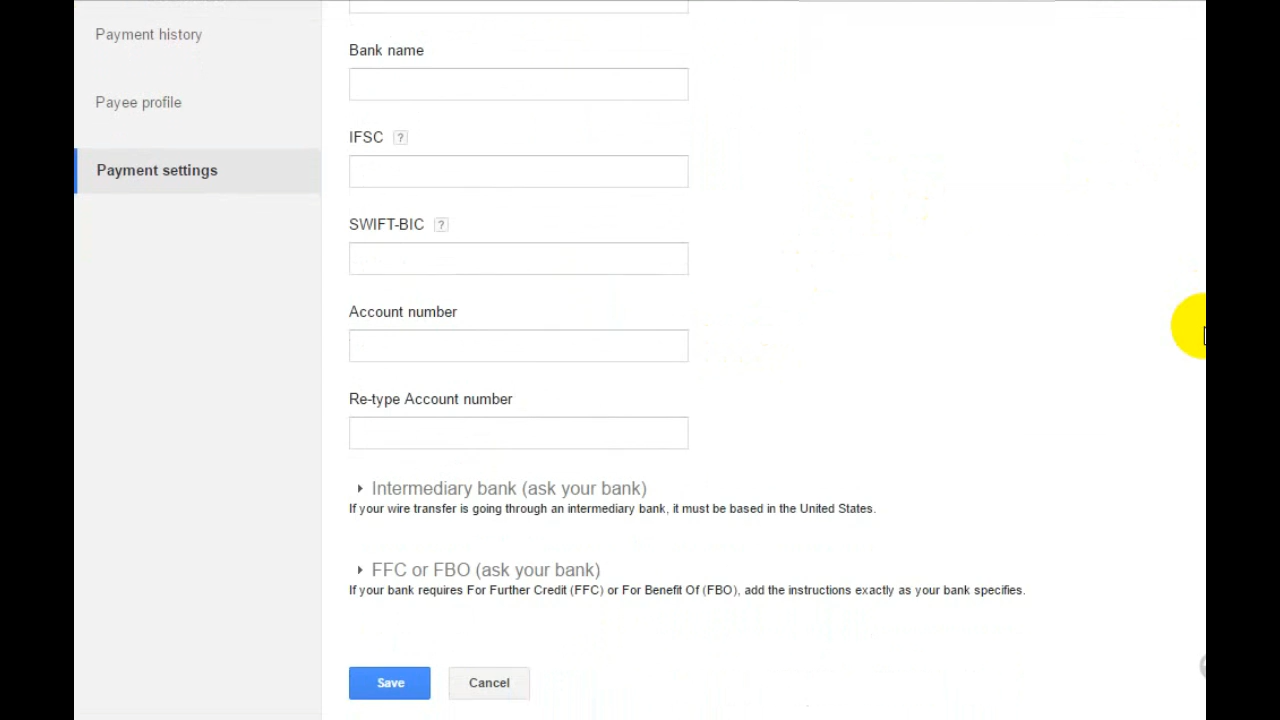 Payment history
Payee profile
Payment settings
Bank name
IFSC ?
SWIFT-BIC ?
Account number
Re-type Account number
Intermediary bank (ask your bank)
If your wire transfer is going through an intermediary bank, it must be based in the United States.
FFC or FBO (ask your bank)
If your bank requires For Further Credit (FFC) or For Benefit Of (FBO), add the instructions exactly as your bank specifies.
Save
Cancel